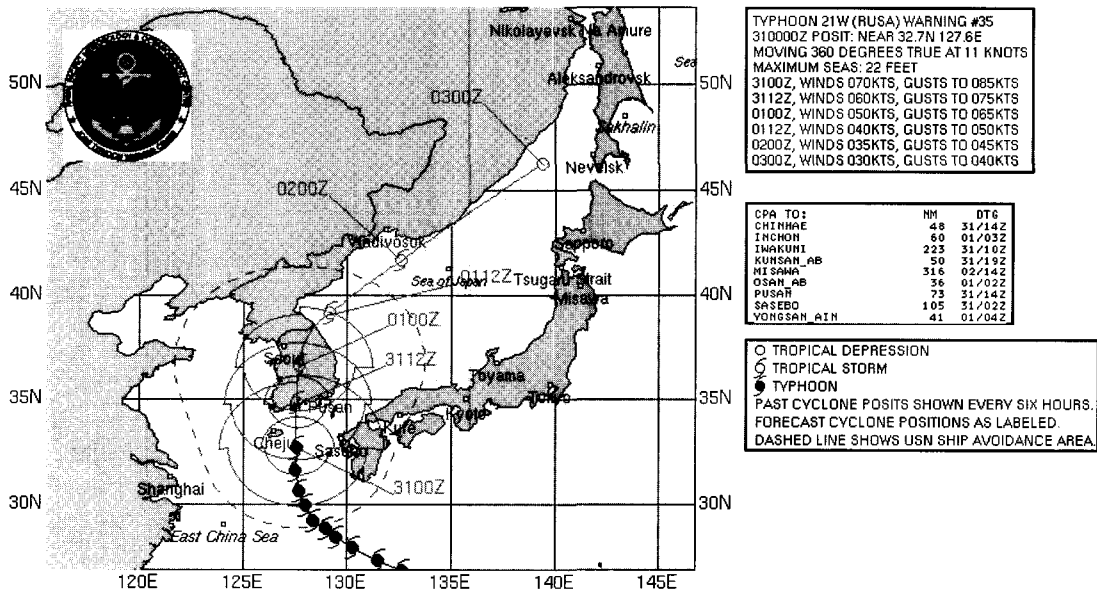 TYPHOON 21W (RUSA) WARNING #35
310000Z POSIT: NEAR 32.7N 127.6E
MOVING 360 DEGREES TRUE AT 11 KNOTS
MAXIMUM SEAS: 22 FEET
3100Z, WINDS 070KTS, GUSTS TO 085KTS
3112Z, WINDS 060KTS, GUSTS TO 075KTS
0100Z, WINDS 050KTS, GUSTS TO 065KTS
0112Z, WINDS 040KTS, GUSTS TO 050KTS
0200Z, WINDS 035KTS, GUSTS TO 045KTS
0300Z, WINDS 030KTS, GUSTS TO 040KTS
CPA TO: NM DTG
CHINHAE 48 31/14Z
INCHON 60 01/03Z
IWAKUNI 223 31/10Z
KUNSAN_AB 50 31/19Z
MISAWA 316 02/14Z
OSAN_AB 36 01/02Z
PUSAN 73 31/14Z
SASEBO 105 31/02Z
YONGSAN_AIN 41 01/04Z
TROPICAL DEPRESSION
TROPICAL STORM
TYPHOON
PAST CYCLONE POSITS SHOWN EVERY SIX HOURS.
FORECAST CYCLONE POSITIONS AS LABELED.
DASHED LINE SHOWS USN SHIP AVOIDANCE AREA.
Nikolayevsk Na Amure
Sea
50N
50N
Aleksandrovsk
0300Z
Sakhalin
Nevelsk
45N
45N
0200Z
Vladivosok
Sapporo
0112Z
Sea of Japan
Tsugaru Strait
40N
40N
Misawa
0100Z
Seoul
3112Z
Toyama
35N
35N
Pusan
Tokyo
Kyoto
Kure
Cheju
Sasebo
3100Z
Shanghai
30N
30N
East China Sea
120E
125E
130E
135E
140E
145E